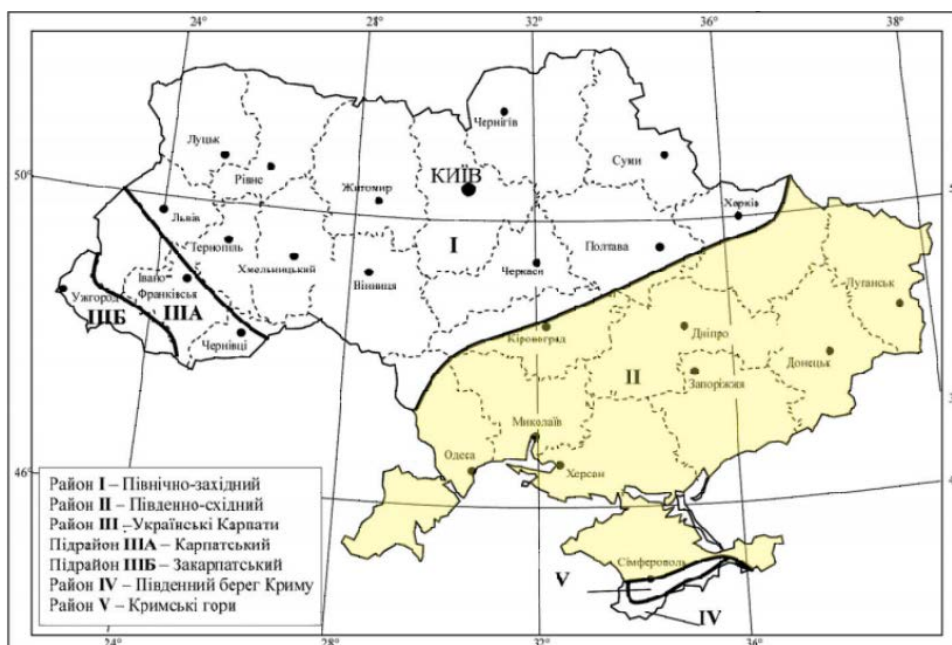 24° 28° 32° 36° 38°
Чернігів
Луцьк
Суми
Рівне
50°
КИЇВ
Житомир
Харків
Львів
Тернопіль
I
Полтава
Хмельницький
Черкаси
Вінниця
Івано-
Франківськ
Луганськ
Ужгород
ІІІБ
ІІІА
Чернівці
Кіровоград
Дніпро
Донецьк
II
Запоріжжя
Миколаїв
Одеса
Херсон
46°
Район I – Північно-західний
Район II – Південно-східний
Район III – Українські Карпати
Підрайон IIIA – Карпатський
Підрайон IIIБ – Закарпатський
Район IV – Південний берег Криму
Район V – Кримські гори
Сімферополь
V
IV
24° 28° 32° 36°